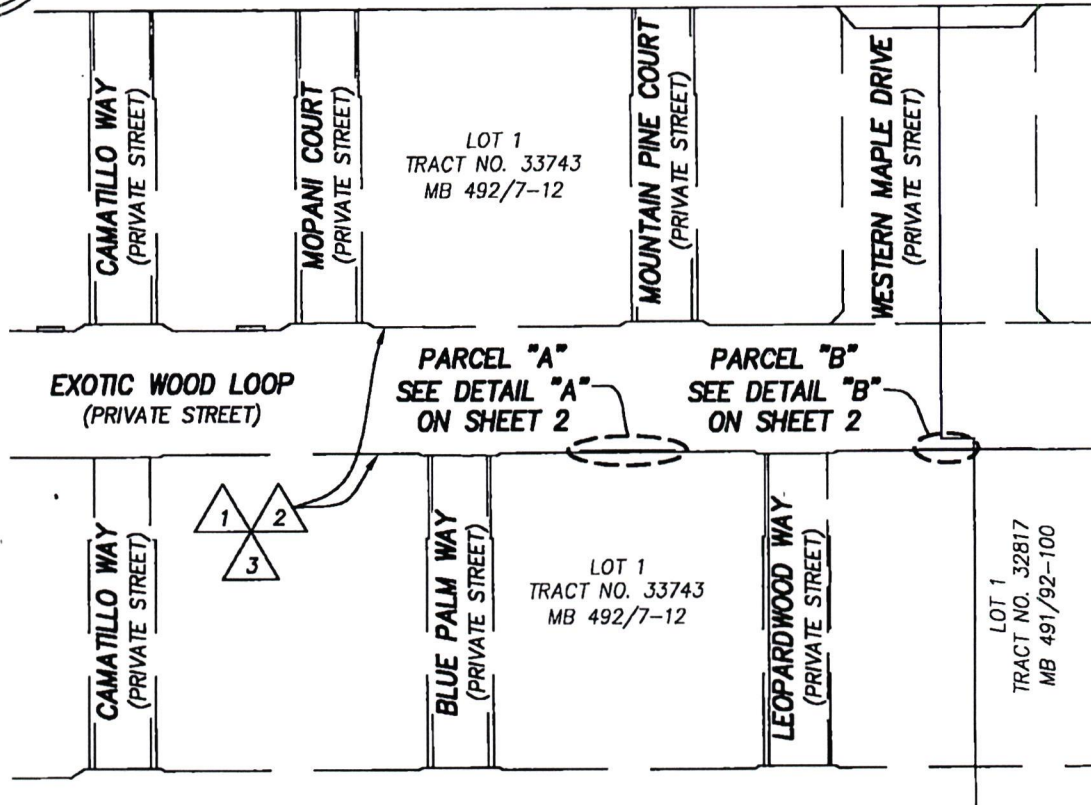 CAMATILLO WAY
(PRIVATE STREET)
MOPANI COURT
(PRIVATE STREET)
LOT 1
TRACT NO. 33743
MB 492/7-12
MOUNTAIN PINE COURT
(PRIVATE STREET)
WESTERN MAPLE DRIVE
(PRIVATE STREET)
EXOTIC WOOD LOOP
(PRIVATE STREET)
PARCEL "A"
SEE DETAIL "A"
ON SHEET 2
PARCEL "B"
SEE DETAIL "B"
ON SHEET 2
CAMATILLO WAY
(PRIVATE STREET)
1 2
3
BLUE PALM WAY
(PRIVATE STREET)
LOT 1
TRACT NO. 33743
MB 492/7-12
LEOPARDWOOD WAY
(PRIVATE STREET)
LOT 1
TRACT NO. 32817
MB 491/92-100